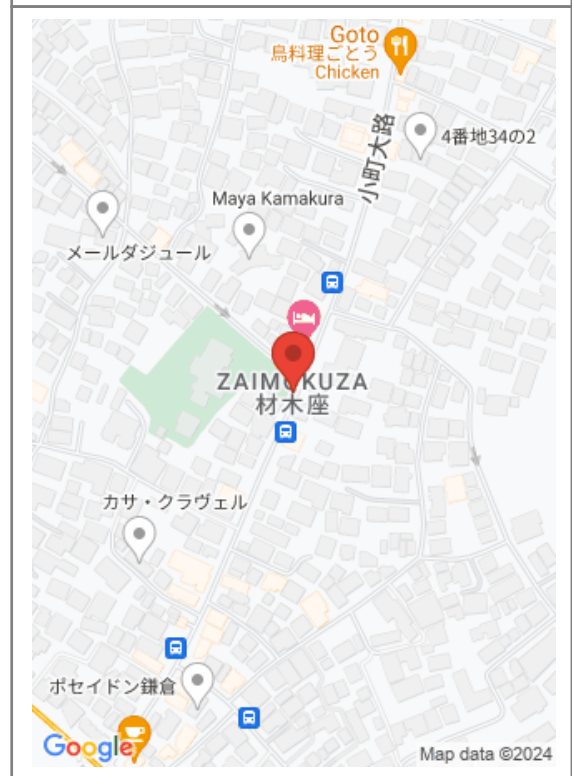 Goto
鳥料理ごとう
Chicken
小町大路
4番地34の2
Maya Kamakura
メールダジュール
ZAIMOKUZA
材木座
カサ・クラヴェル
ポセイドン鎌倉
Google
Map data ©2024